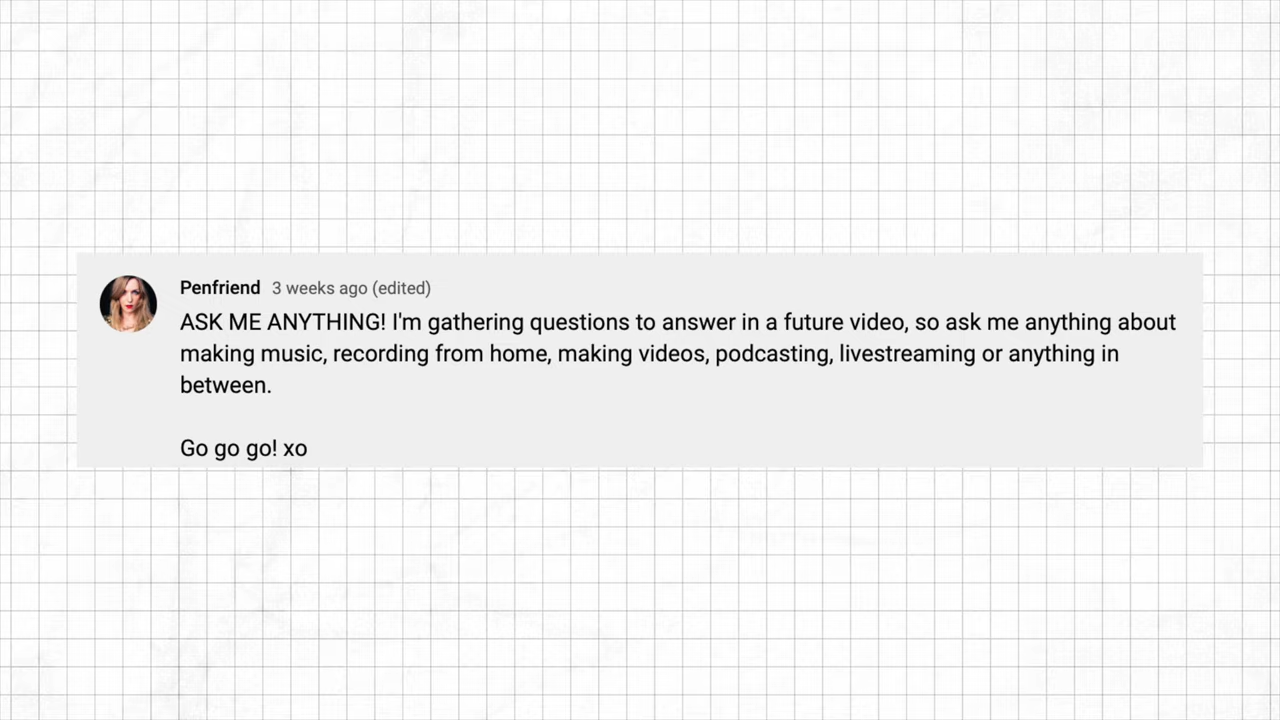 Penfriend 3 weeks ago (edited)
ASK ME ANYTHING! I'm gathering questions to answer in a future video, so ask me anything about
making music, recording from home, making videos, podcasting, livestreaming or anything in
between.
Go go go! xo